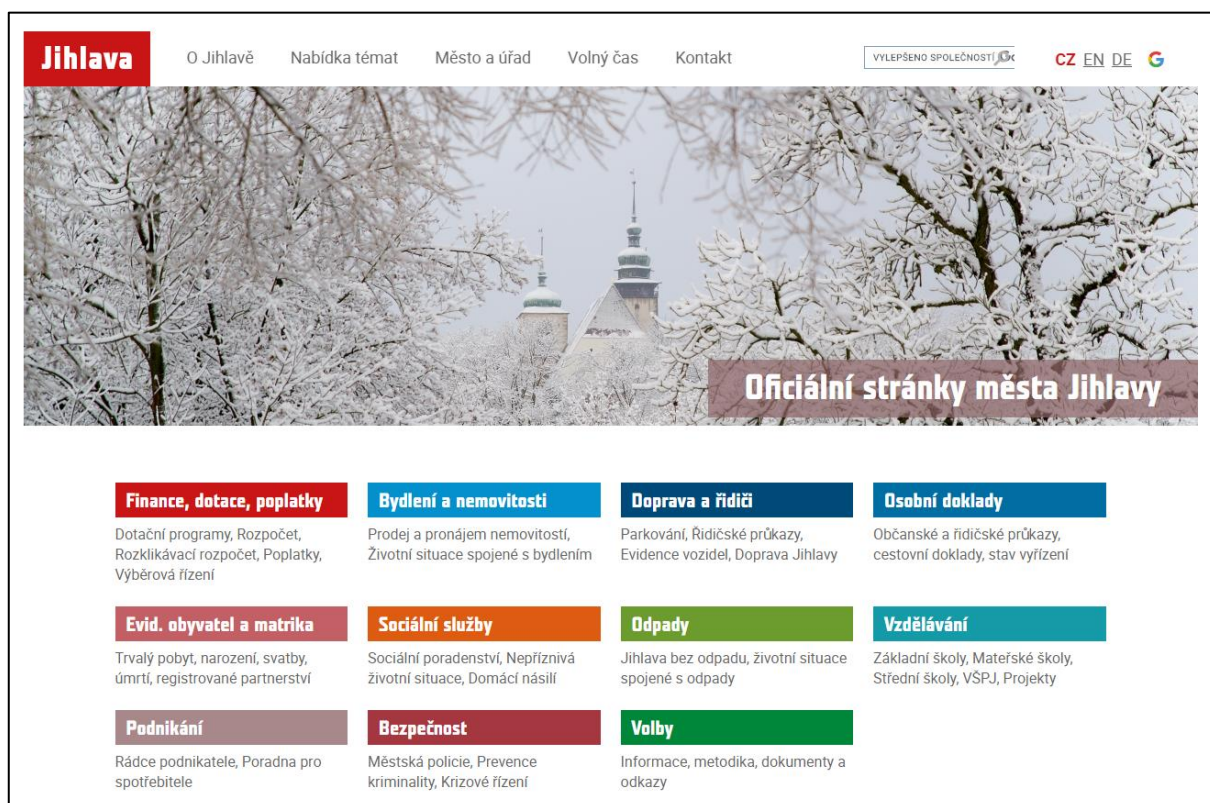 Jihlava
O Jihlavě
Nabídka témat
Město a úřad
Volný čas
Kontakt
VYLEPŠENO SPOLEČNOSTÍ
CZ EN DE
Oficiální stránky města Jihlavy
Finance, dotace, poplatky
Dotační programy, Rozpočet,
Rozklikávací rozpočet, Poplatky,
Výběrová řízení
Bydlení a nemovitosti
Prodej a pronájem nemovitostí,
Životní situace spojené s bydlením
Doprava a řidiči
Parkování, Řidičské průkazy,
Evidence vozidel, Doprava Jihlavy
Osobní doklady
Občanské a řidičské průkazy,
cestovní doklady, stav vyřízení
Evid. obyvatel a matrika
Trvalý pobyt, narození, svatby,
úmrtí, registrované partnerství
Sociální služby
Sociální poradenství, Nepříznivá
životní situace, Domácí násilí
Odpady
Jihlava bez odpadu, životní situace
spojené s odpady
Vzdělávání
Základní školy, Mateřské školy,
Střední školy, VŠPJ, Projekty
Podnikání
Rádce podnikatele, Poradna pro
spotřebitele
Bezpečnost
Městská policie, Prevence
kriminality, Krizové řízení
Volby
Informace, metodika, dokumenty a
odkazy